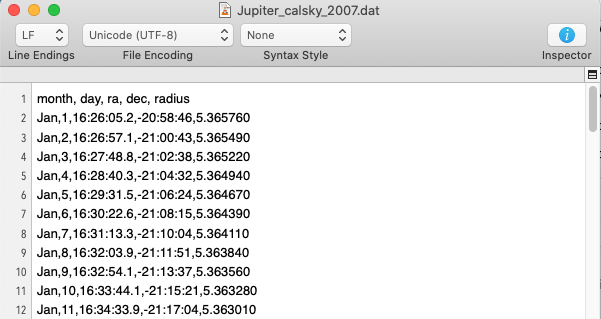 Jupiter_calsky_2007.dat
LF Unicode (UTF-8) None
Line Endings File Encoding Syntax Style Inspector
1 month, day, ra, dec, radius
2 Jan,1,16:26:05.2,-20:58:46,5.365760
3 Jan,2,16:26:57.1,-21:00:43,5.365490
4 Jan,3,16:27:48.8,-21:02:38,5.365220
5 Jan,4,16:28:40.3,-21:04:32,5.364940
6 Jan,5,16:29:31.5,-21:06:24,5.364670
7 Jan,6,16:30:22.6,-21:08:15,5.364390
8 Jan,7,16:31:13.3,-21:10:04,5.364110
9 Jan,8,16:32:03.9,-21:11:51,5.363840
10 Jan,9,16:32:54.1,-21:13:37,5.363560
11 Jan,10,16:33:44.1,-21:15:21,5.363280
12 Jan,11,16:34:33.9,-21:17:04,5.363010